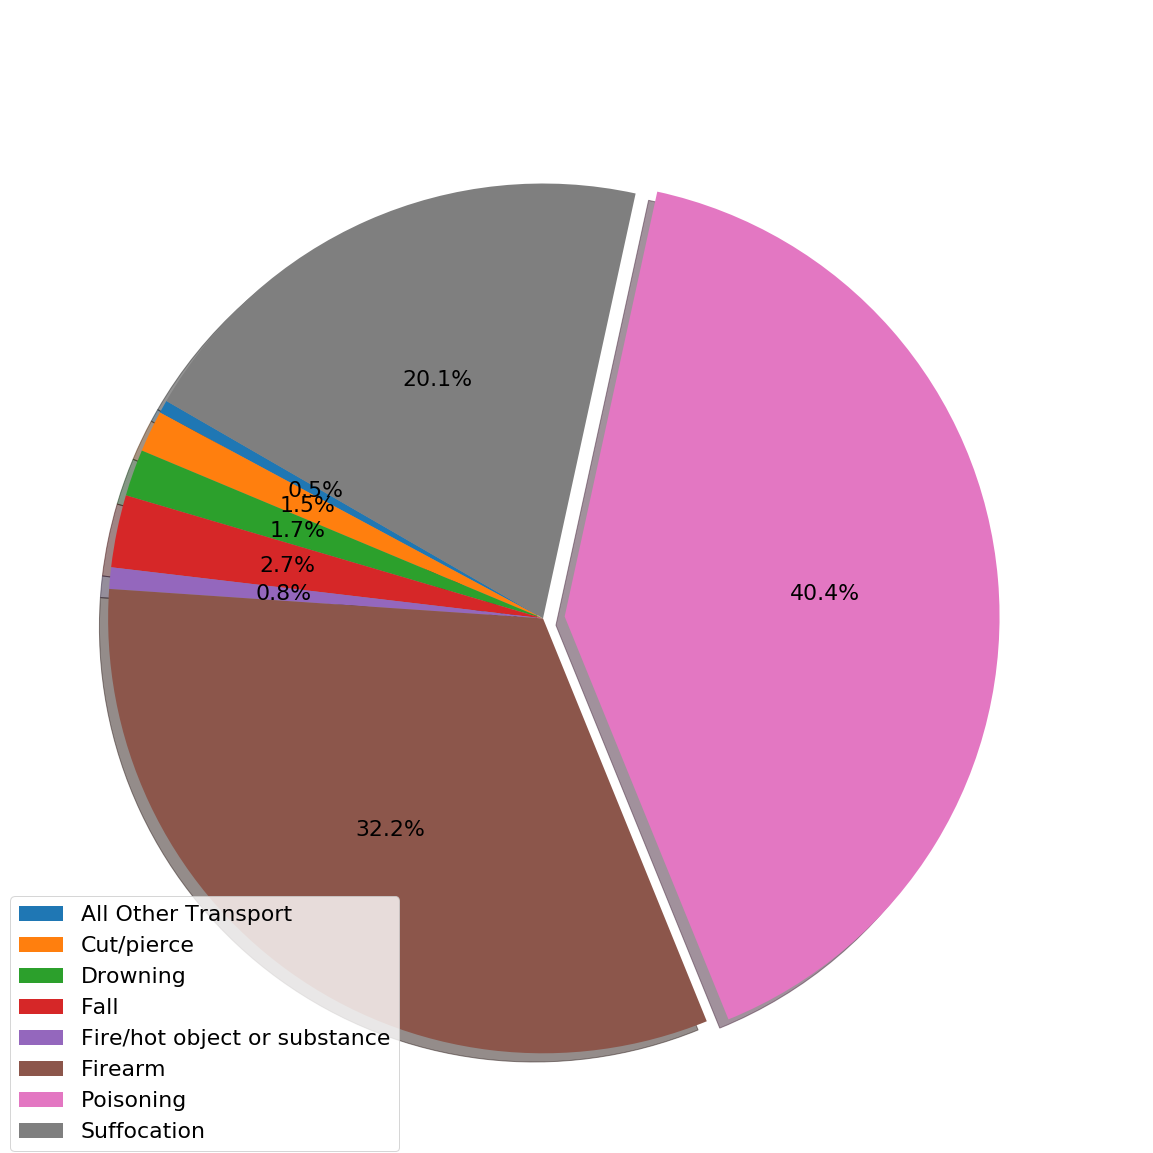 20.1%
0.5%
1.5%
1.7%
2.7%
0.8%
40.4%
32.2%
All Other Transport
Cut/pierce
Drowning
Fall
Fire/hot object or substance
Firearm
Poisoning
Suffocation